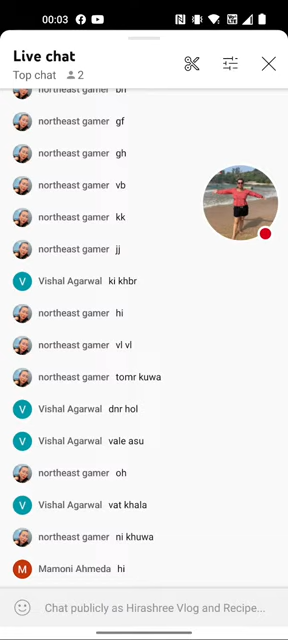 00:03
Live chat
Top chat 2
northeast gamer bh
northeast gamer gf
northeast gamer gh
northeast gamer vb
northeast gamer kk
northeast gamer jj
V Vishal Agarwal ki khbr
northeast gamer hi
northeast gamer vl vl
northeast gamer tomr kuwa
V Vishal Agarwal dnr hol
V Vishal Agarwal vale asu
northeast gamer oh
V Vishal Agarwal vat khala
northeast gamer ni khuwa
M Mamoni Ahmeda hi
Chat publicly as Hirashree Vlog and Recipe...